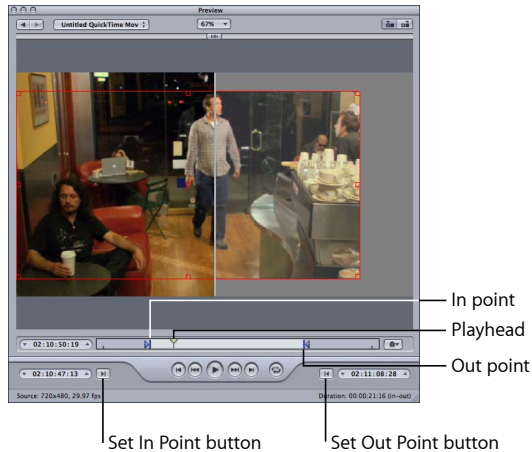 Preview
Untitled QuickTime Mov
67%
In point
Playhead
02:10:50:19
Out point
02:10:47:13
02:11:08:28
Source: 720x480, 29.97 fps
Duration: 00:00:21:16 (in-out)
Set In Point button
Set Out Point button